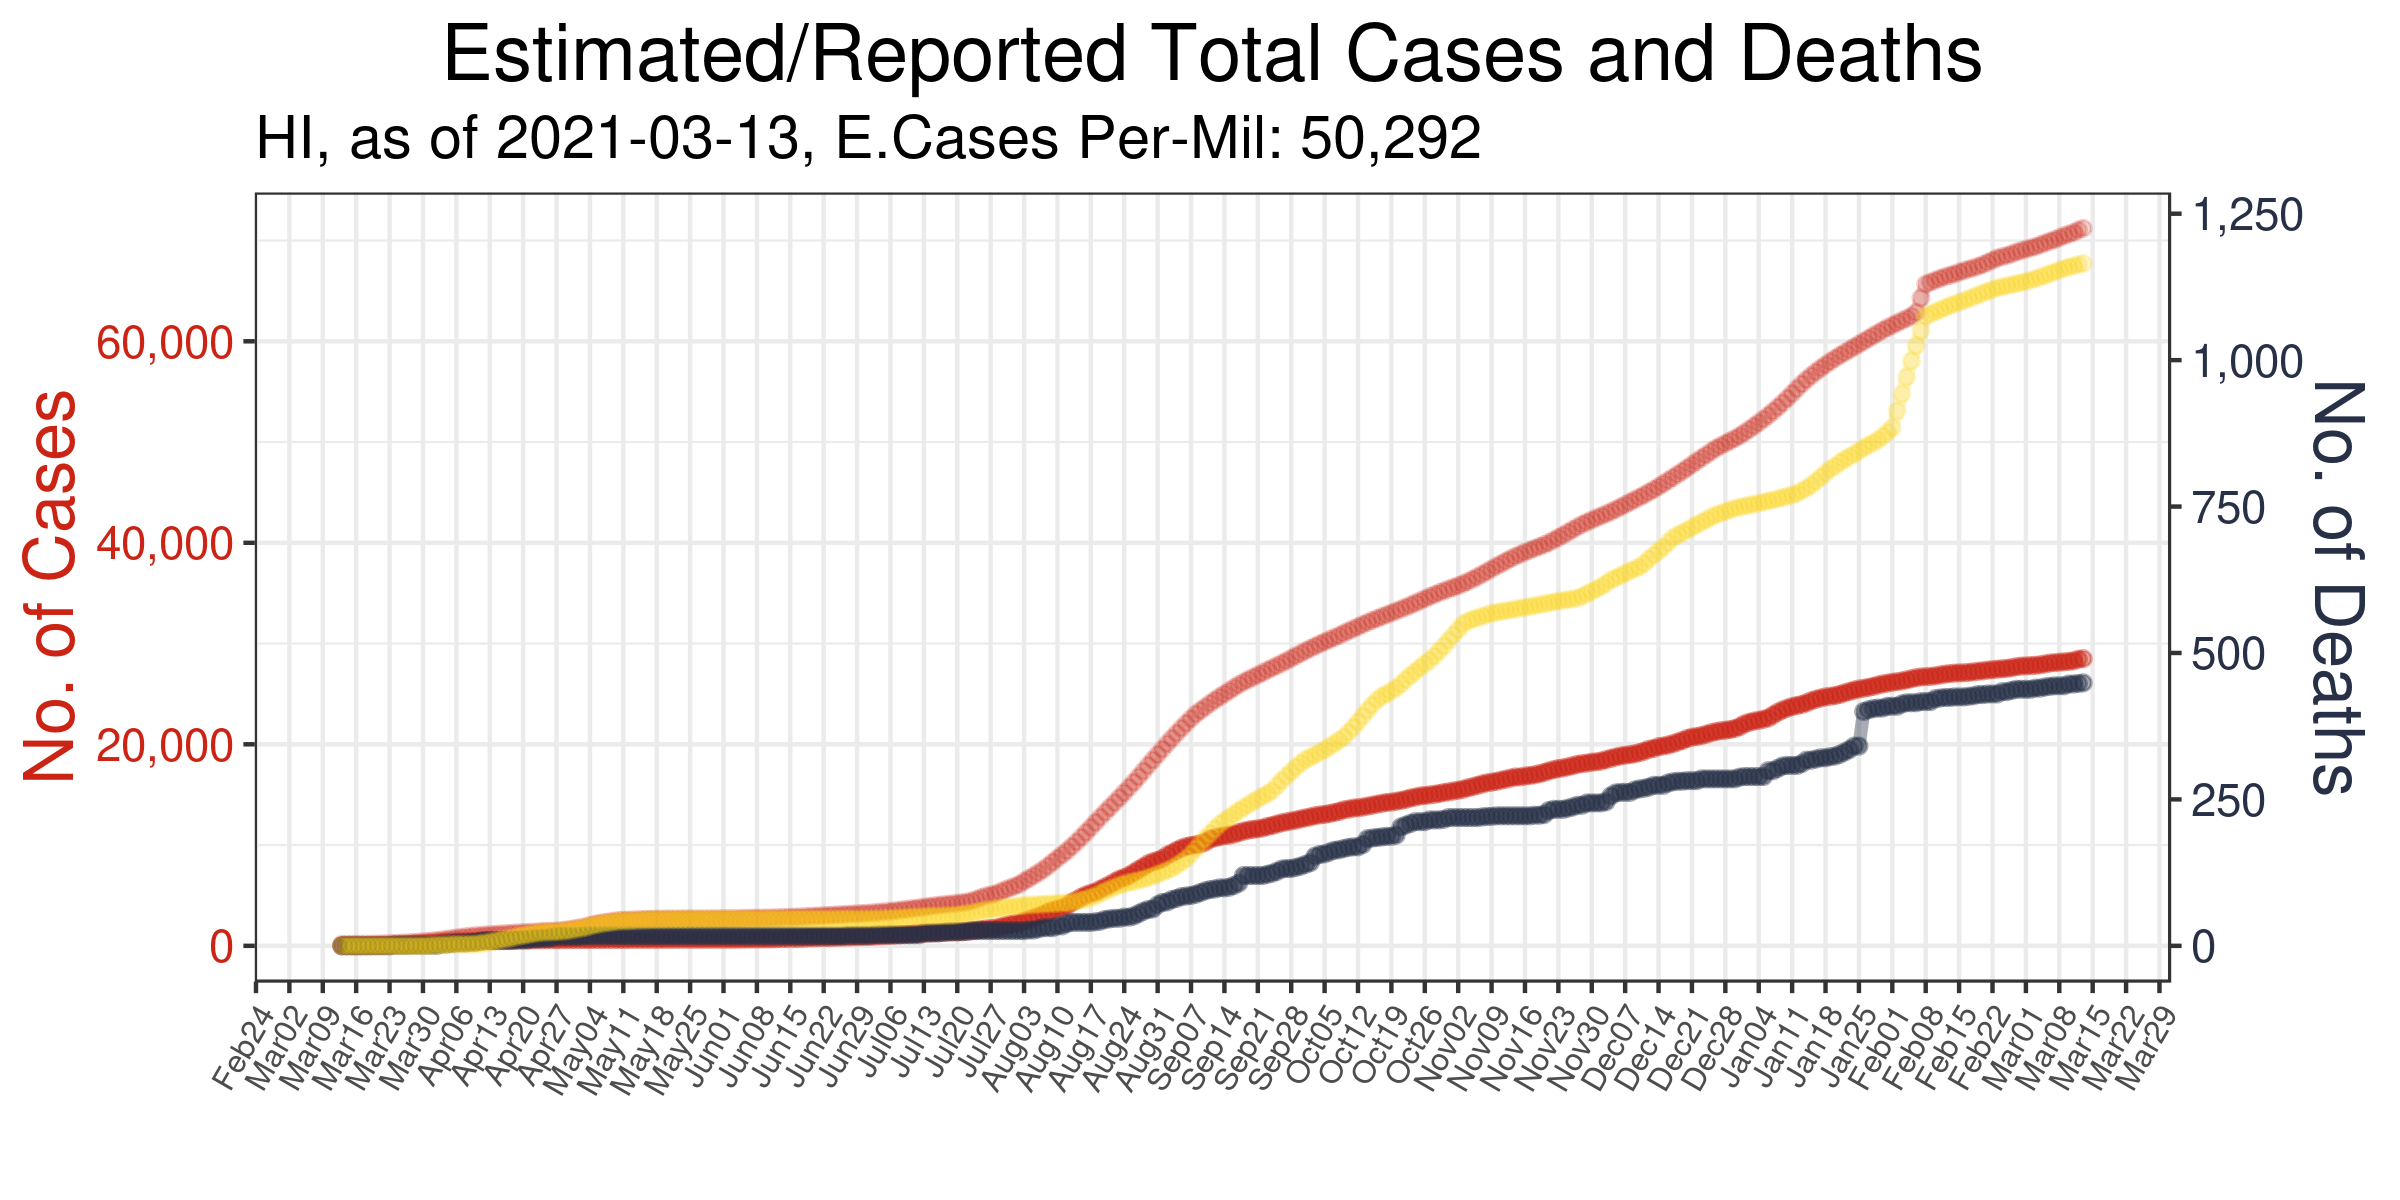 Estimated/Reported Total Cases and Deaths
HI, as of 2021-03-13, E.Cases Per-Mil: 50,292
No. of Cases
60,000
40,000
20,000
0
1,250
1,000
750
500
250
0
No. of Deaths
Feb24
Mar02
Mar09
Mar16
Mar23
Mar30
Apr06
Apr13
Apr20
Apr27
May04
May11
May18
May25
Jun01
Jun08
Jun15
Jun22
Jun29
Jul06
Jul13
Jul20
Jul27
Aug03
Aug10
Aug17
Aug24
Aug31
Sep07
Sep14
Sep21
Sep28
Oct05
Oct12
Oct19
Oct26
Nov02
Nov09
Nov16
Nov23
Nov30
Dec07
Dec14
Dec21
Dec28
Jan04
Jan11
Jan18
Jan25
Feb01
Feb08
Feb15
Feb22
Mar01
Mar08
Mar15
Mar22
Mar29